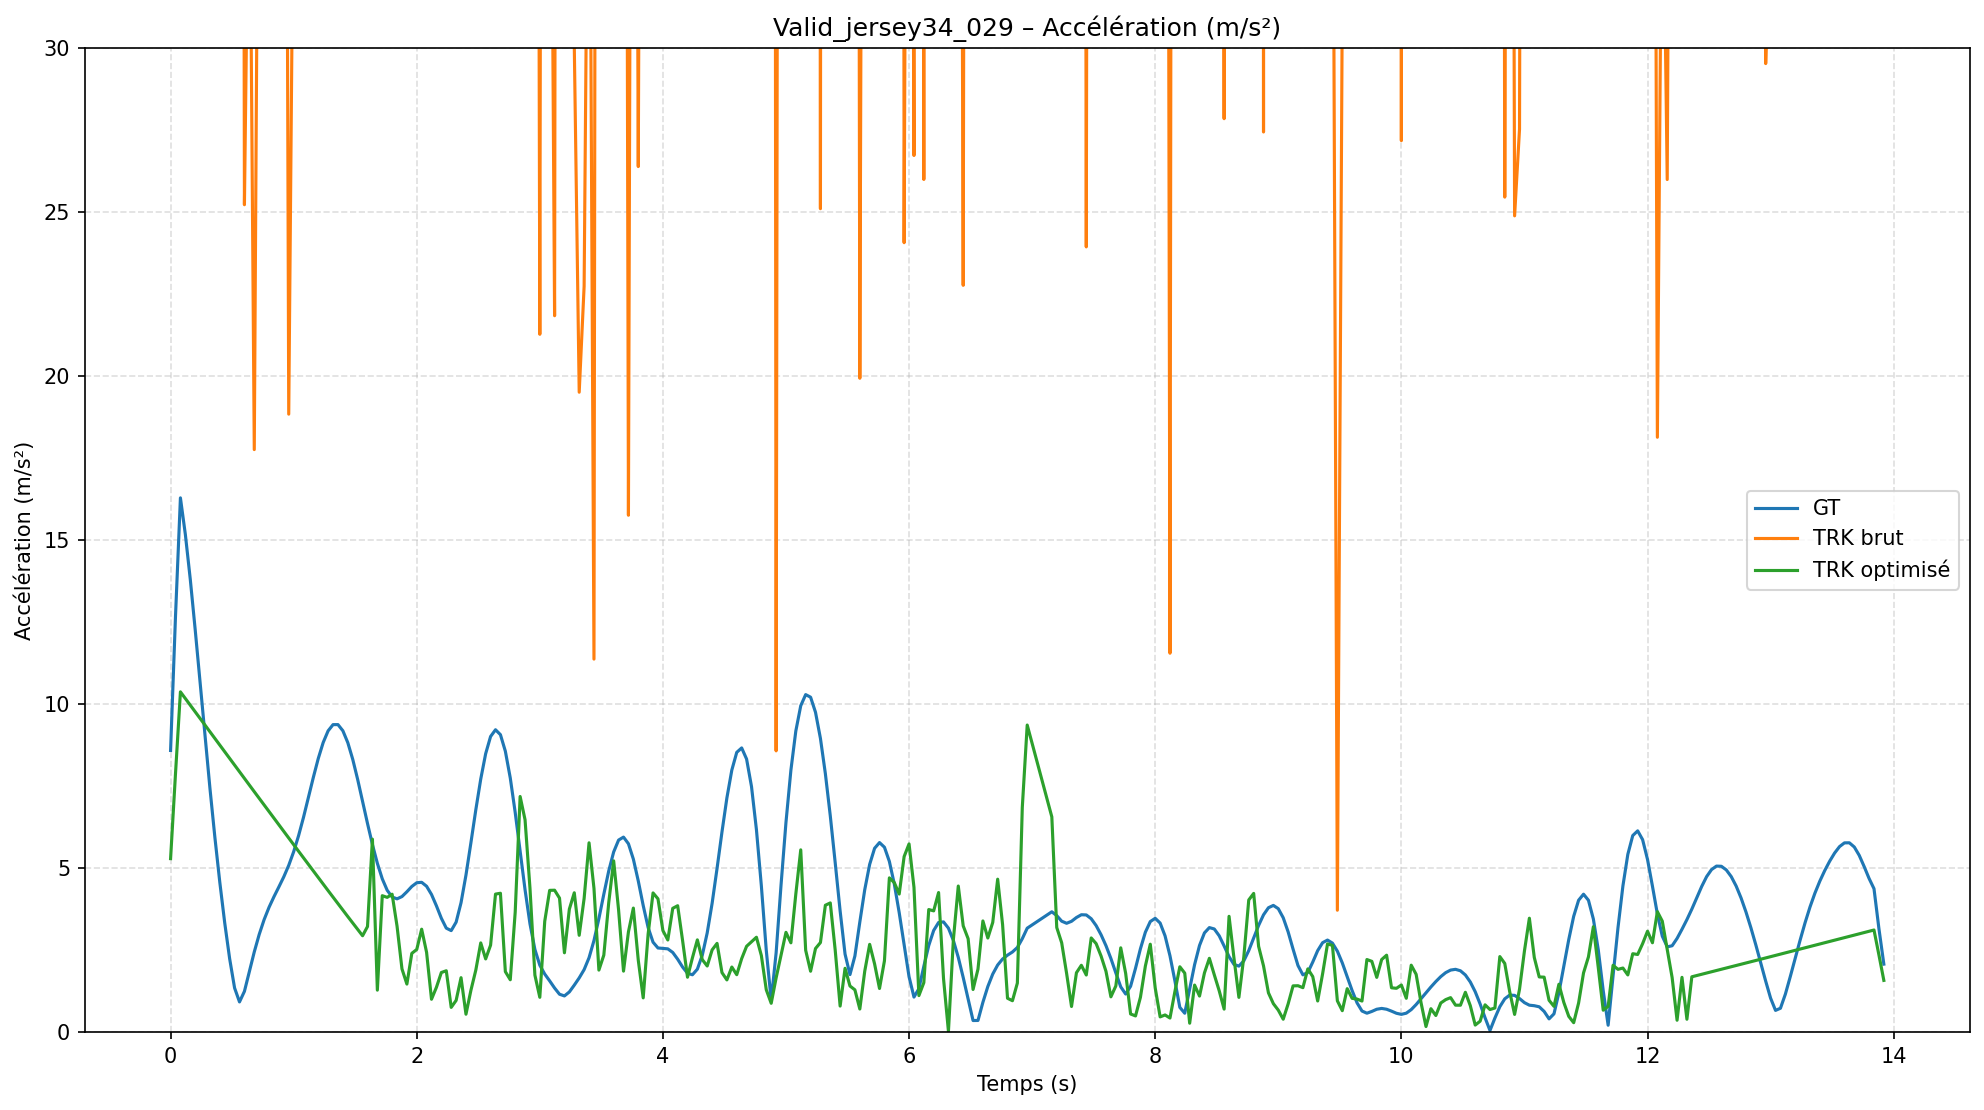 Valid_jersey34_029 – Accélération (m/s²)
30
25
20
15
10
5
0
Accélération (m/s²)
GT
TRK brut
TRK optimisé
0 2 4 6 8 10 12 14
Temps (s)